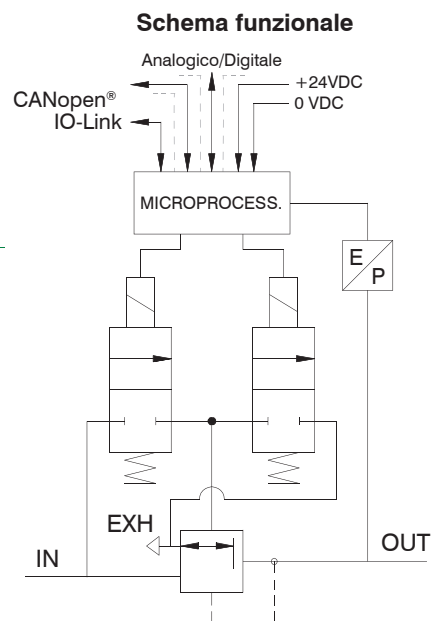 Schema funzionale
Analogico/Digitale
+24VDC
CANopen®
0 VDC
IO-Link
MICROPROCESS.
E
P
EXH
IN
OUT